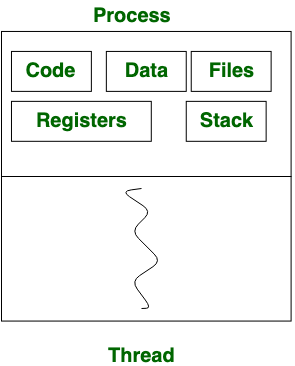 Process
Code Data Files
Registers Stack
Thread